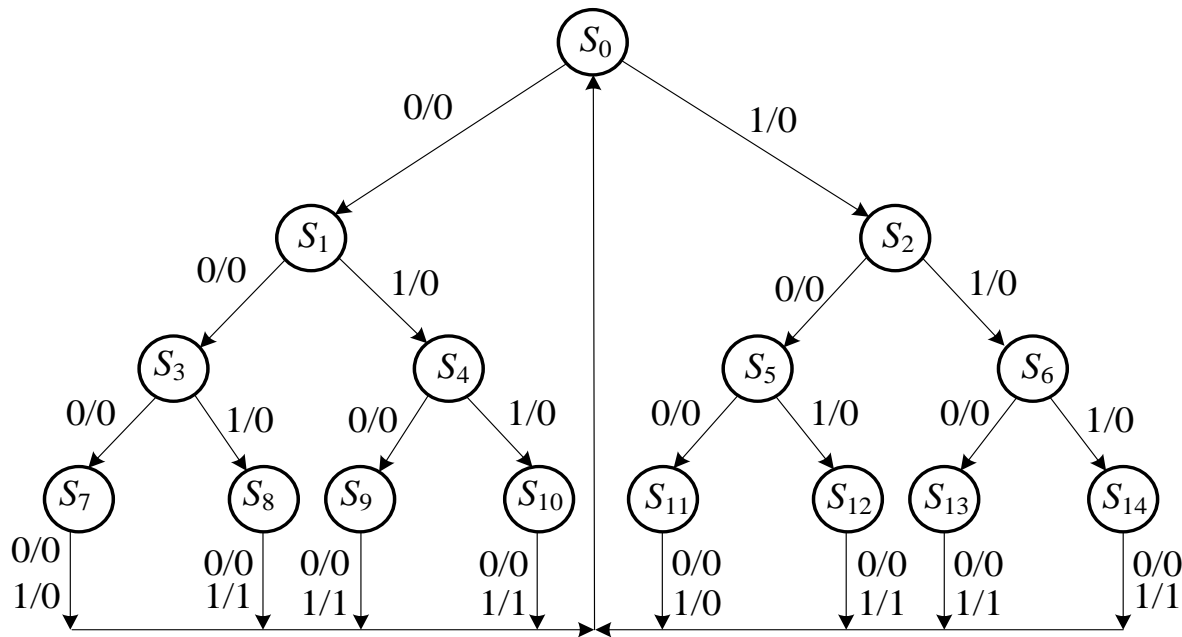 S₀
0/0 1/0
S₁ S₂
0/0 1/0 0/0 1/0
S₃ S₄ S₅ S₆
0/0 1/0 0/0 1/0 0/0 1/0 0/0 1/0
S₇ S₈ S₉ S₁₀ S₁₁ S₁₂ S₁₃ S₁₄
0/0 0/0 0/0 0/0 0/0 0/0 0/0 0/0
1/0 1/1 1/1 1/1 1/0 1/1 1/1 1/1